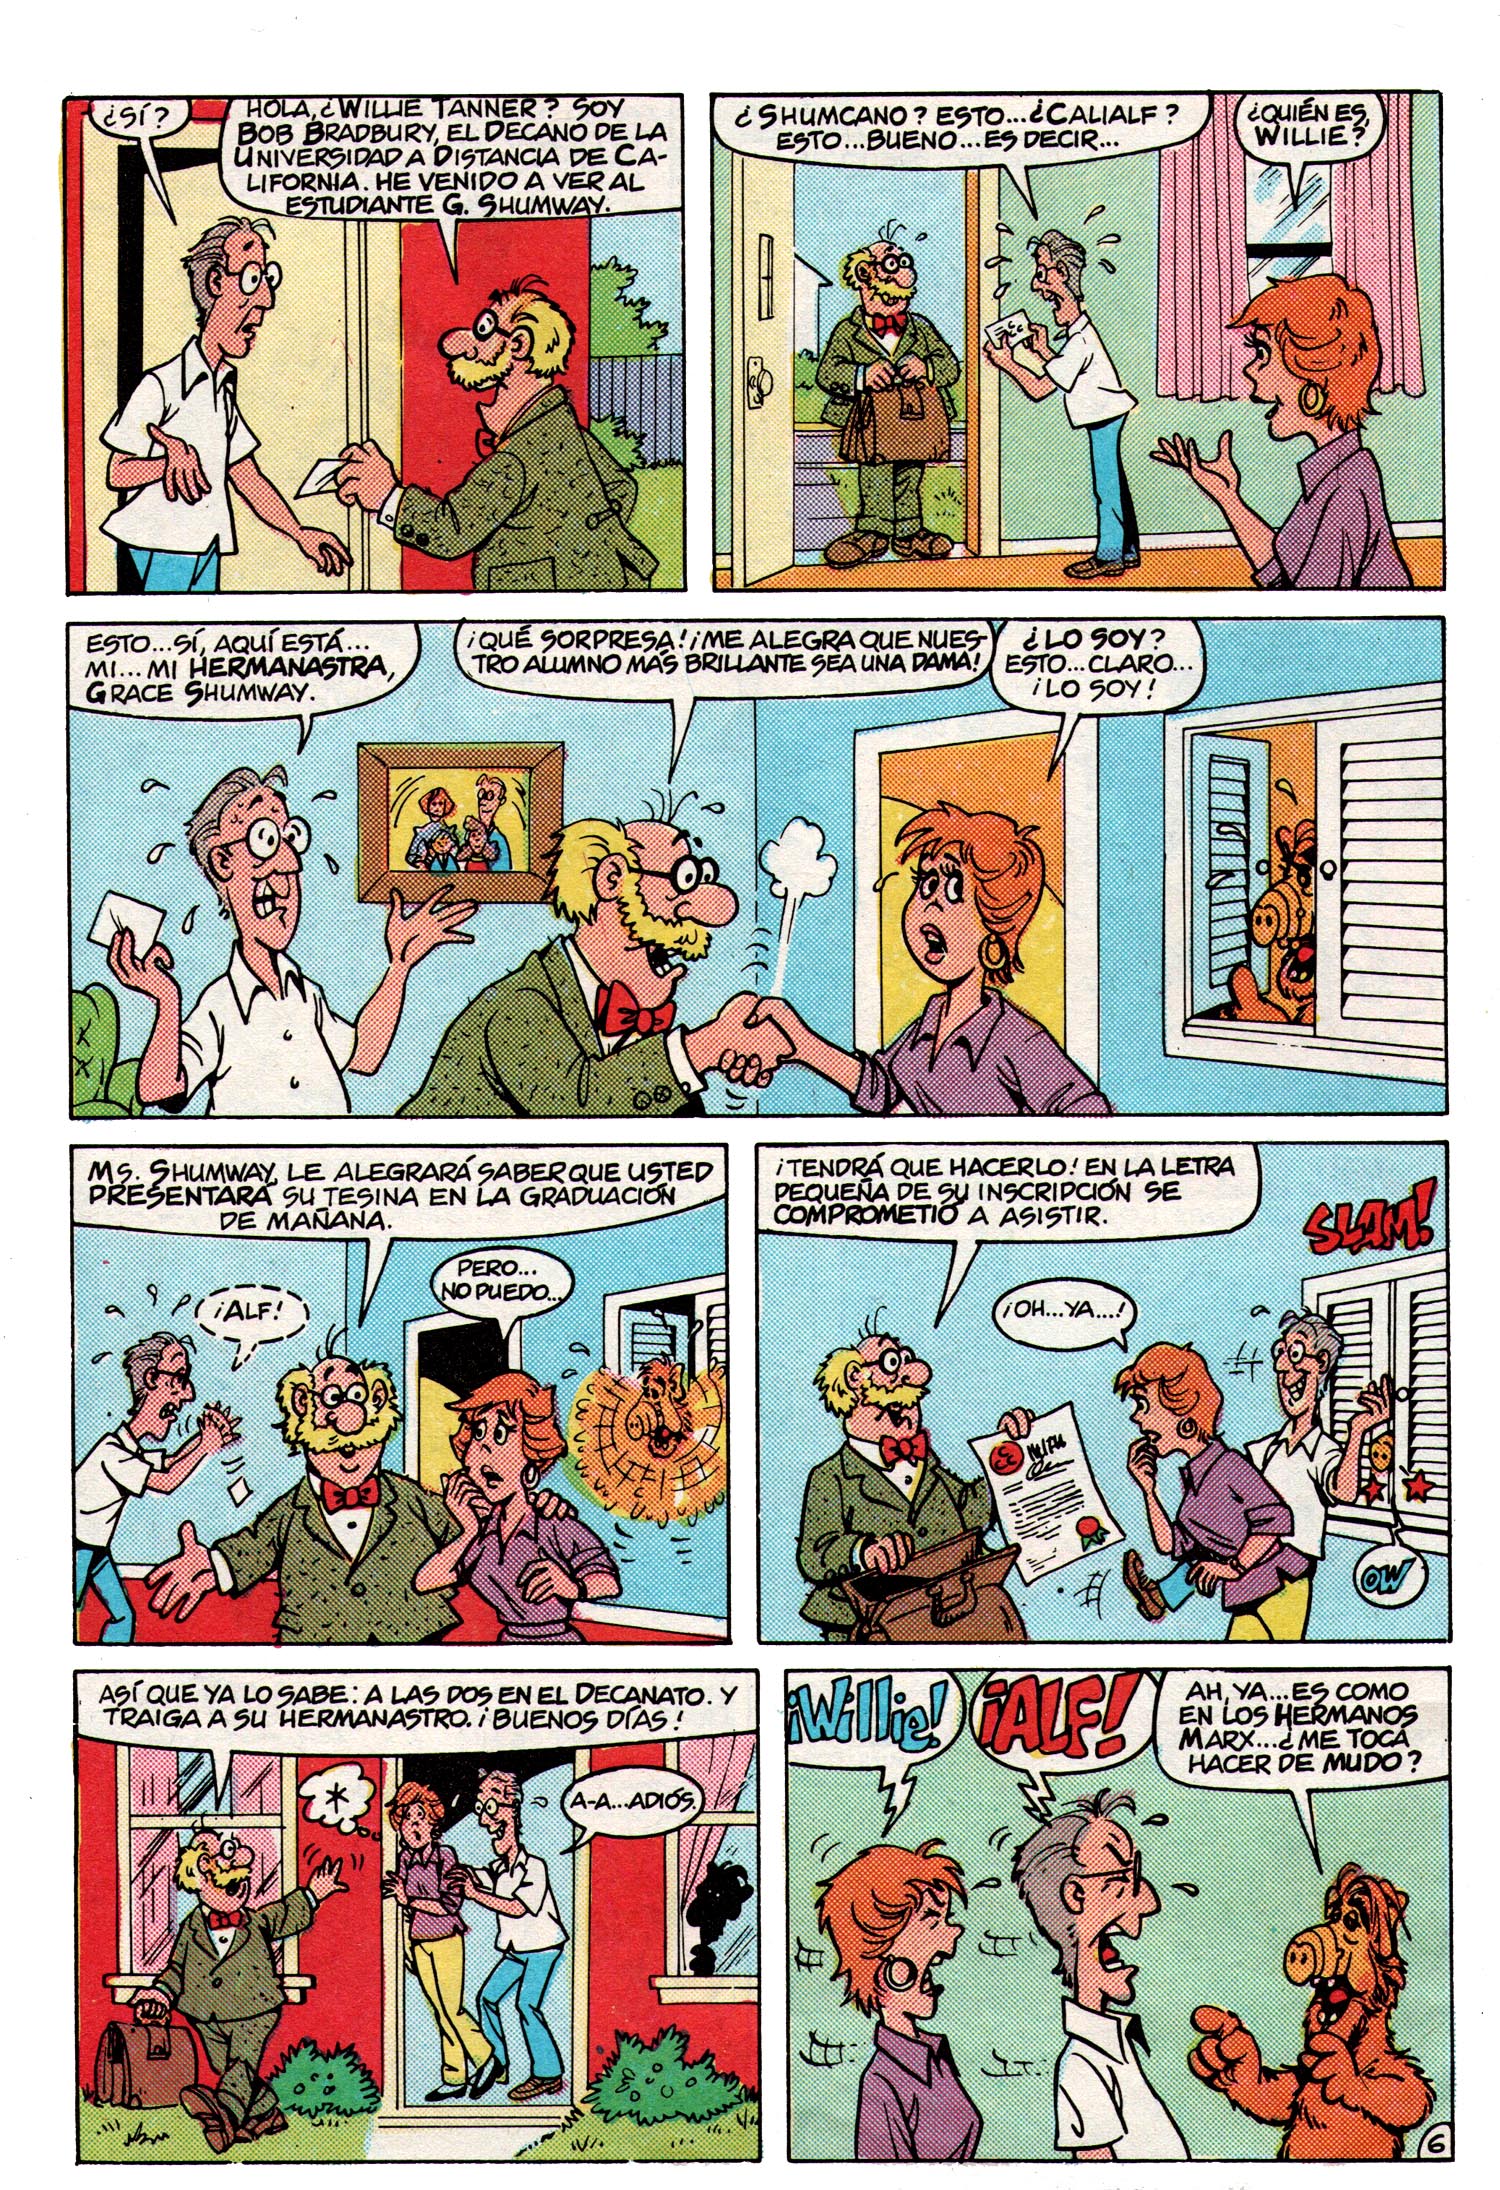 ¿SÍ?
HOLA, ¿WILLIE TANNER? SOY
BOB BRADBURY, EL DECANO DE LA
UNIVERSIDAD A DISTANCIA DE CA-
LIFORNIA. HE VENIDO A VER AL
ESTUDIANTE G. SHUMWAY.
¿SHUMCANO? ESTO...¿CALIALF?
ESTO...BUENO...ES DECIR...
¿QUIÉN ES,
WILLIE?
ESTO...SÍ, AQUÍ ESTÁ...
MI... MI HERMANASTRA,
GRACE SHUMWAY.
¡QUÉ SORPRESA! ¡ME ALEGRA QUE NUES-
TRO ALUMNO MÁS BRILLANTE SEA UNA DAMA!
¿LO SOY?
ESTO...CLARO...
¡LO SOY!
MS. SHUMWAY, LE ALEGRARÁ SABER QUE USTED
PRESENTARÁ SU TESINA EN LA GRADUACIÓN
DE MAÑANA.
¡ALF!
PERO...
NO PUEDO...
¡TENDRÁ QUE HACERLO! EN LA LETRA
PEQUEÑA DE SU INSCRIPCIÓN SE
COMPROMETIÓ A ASISTIR.
SLAM!
¡OH...YA...!
OW
ASÍ QUE YA LO SABE: A LAS DOS EN EL DECANATO. Y
TRAIGA A SU HERMANASTRO. ¡BUENOS DÍAS!
*
A-A...ADIÓS.
¡Willie!
¡ALF!
AH, YA...ES COMO
EN LOS HERMANOS
MARX...¿ME TOCA
HACER DE MUDO?
6